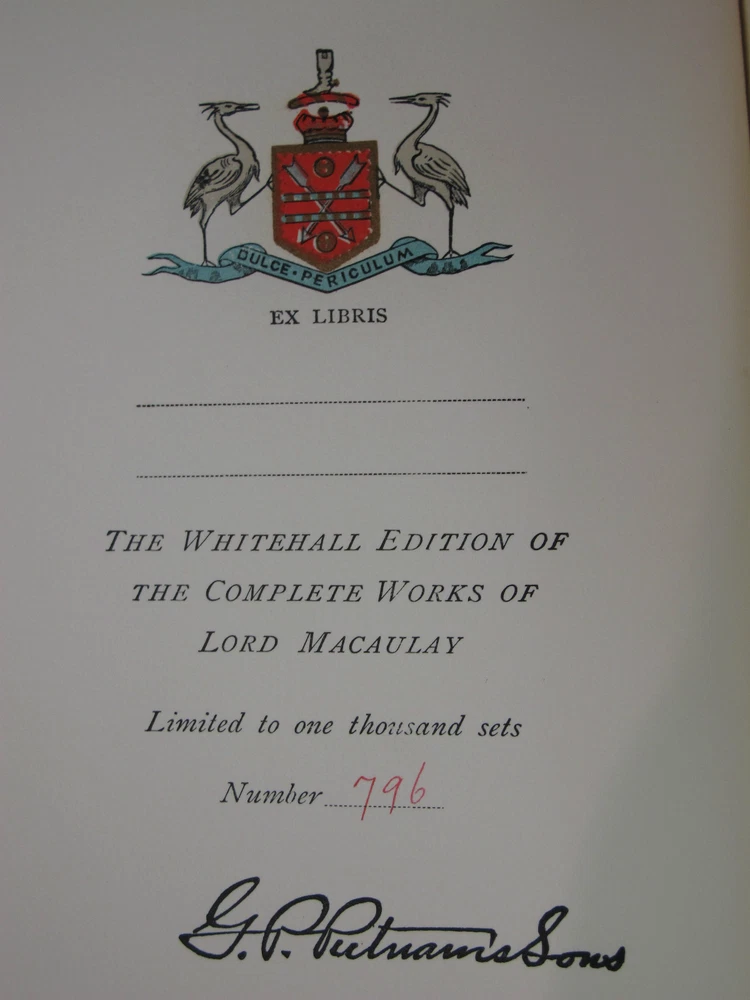 DULCE·PERICULUM
EX LIBRIS
THE WHITEHALL EDITION OF
THE COMPLETE WORKS OF
LORD MACAULAY
Limited to one thousand sets
Number 796
G. P. Putnam's Sons